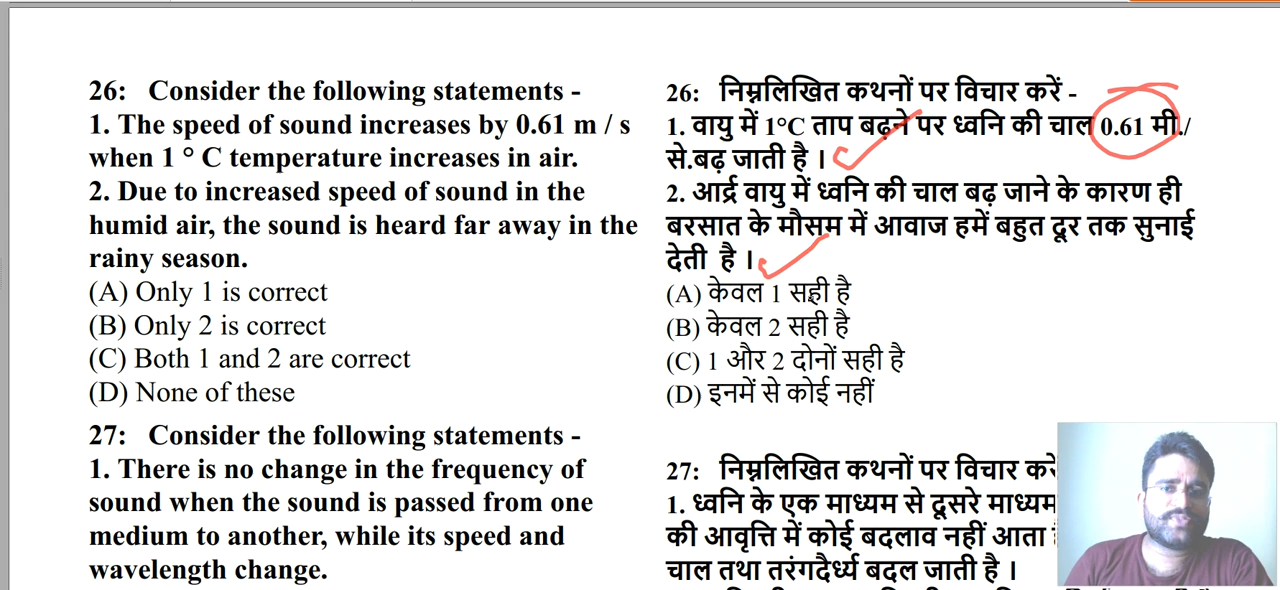 26: Consider the following statements -
1. The speed of sound increases by 0.61 m / s
when 1 ° C temperature increases in air.
2. Due to increased speed of sound in the
humid air, the sound is heard far away in the
rainy season.
(A) Only 1 is correct
(B) Only 2 is correct
(C) Both 1 and 2 are correct
(D) None of these
27: Consider the following statements -
1. There is no change in the frequency of
sound when the sound is passed from one
medium to another, while its speed and
wavelength change.
26: निम्नलिखित कथनों पर विचार करें -
1. वायु में 1°C ताप बढ़ने पर ध्वनि की चाल 0.61 मी./
से.बढ़ जाती है ।
2. आर्द्र वायु में ध्वनि की चाल बढ़ जाने के कारण ही
बरसात के मौसम में आवाज हमें बहुत दूर तक सुनाई
देती है ।
(A) केवल 1 सही है
(B) केवल 2 सही है
(C) 1 और 2 दोनों सही है
(D) इनमें से कोई नहीं
27: निम्नलिखित कथनों पर विचार करें
1. ध्वनि के एक माध्यम से दूसरे माध्यम
की आवृत्ति में कोई बदलाव नहीं आता
चाल तथा तरंगदैर्ध्य बदल जाती है ।